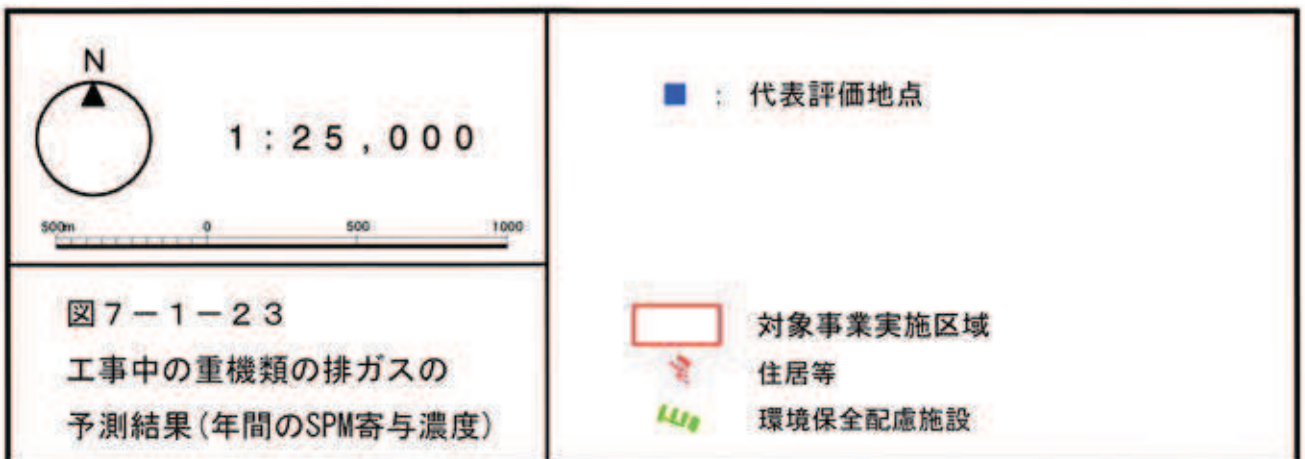 N
1:25,000
500m 0 500 1000
図7-1-23
工事中の重機類の排ガスの
予測結果(年間のSPM寄与濃度)
■ : 代表評価地点
対象事業実施区域
住居等
環境保全配慮施設